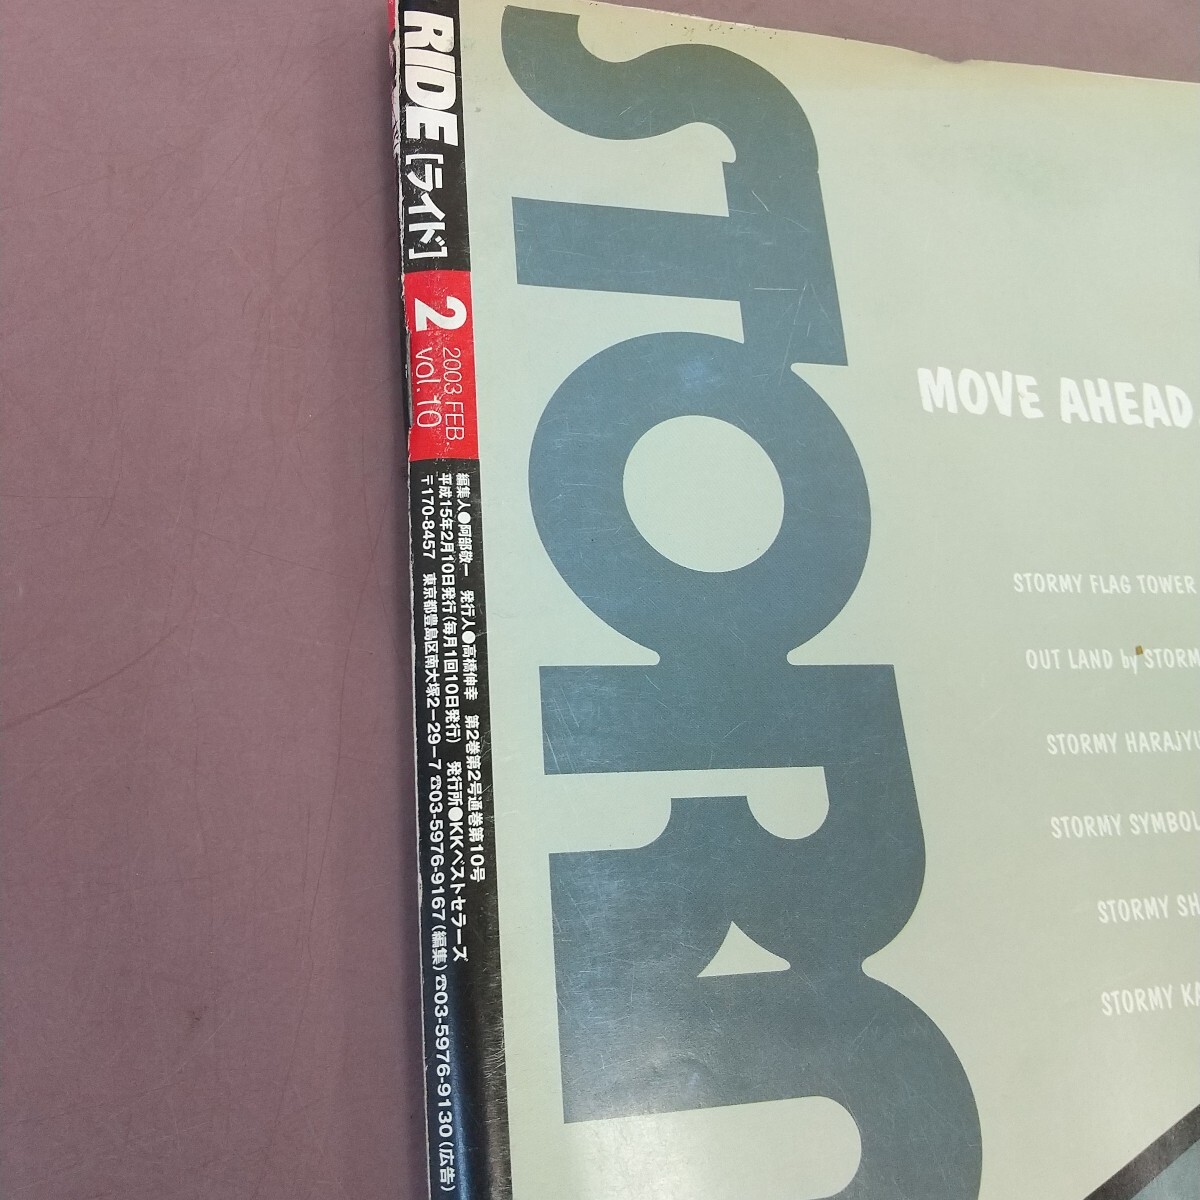 RIDE [ライド]
2
2003 FEB.
vol.10
編集人●阿部敬一 発行人●高橋伸幸 第2巻第2号通巻第10号
平成15年2月10日発行(毎月1回10日発行) 発行所●KKベストセラーズ
〒170-8457 東京都豊島区南大塚2-29-7☎03-5976-9167(編集)☎03-5976-9130(広告)
STORM
MOVE AHEAD
STORMY FLAG TOWER
OUT LAND by STORM
STORMY HARAJYU
STORMY SYMBOL
STORMY SH
STORMY KA